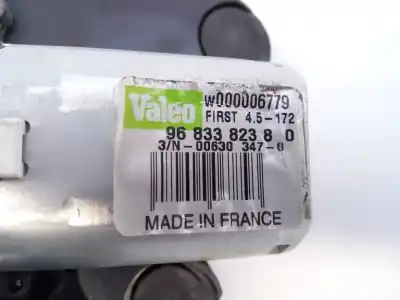 Valeo
W000006779
FIRST 4.5-172
96 833 823 8 0
3/N-00630 347-0
MADE IN FRANCE